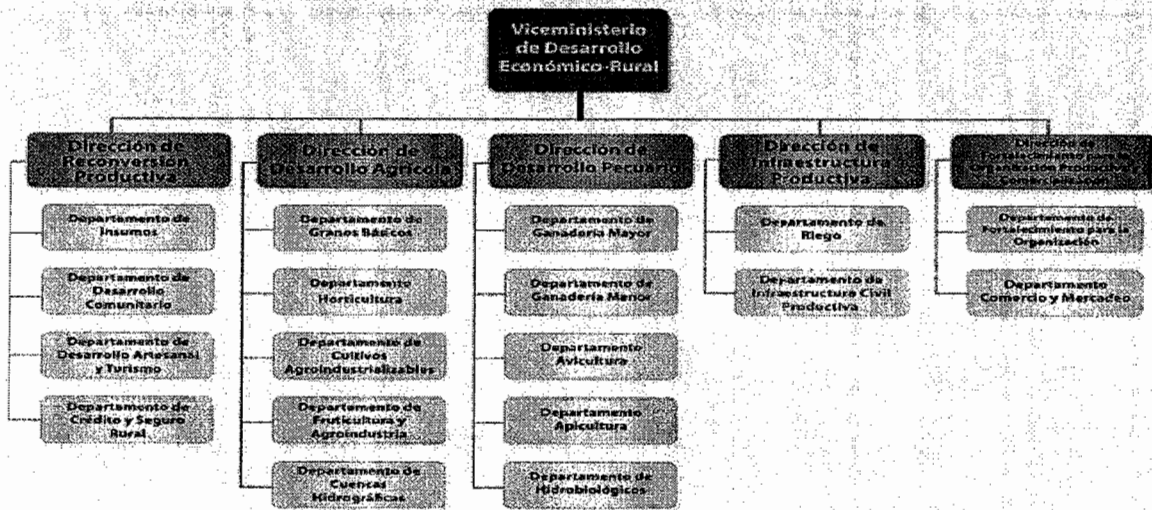 Viceministerio
de Desarrollo
Económico-Rural
Dirección de
Reconversión
Productiva
Departamento de
Insumos
Departamento de
Desarrollo
Comunitario
Departamento de
Desarrollo Artesanal
y Turismo
Departamento de
Crédito y Seguro
Rural
Dirección de
Desarrollo Agrícola
Departamento de
Granos Básicos
Departamento
Horticultura
Departamento de
Cultivos
Agroindustrializables
Departamento de
Fruticultura y
Agroindustria
Departamento de
Cuencas
Hidrográficas
Dirección de
Desarrollo Pecuario
Departamento de
Ganadería Mayor
Departamento de
Ganadería Menor
Departamento
Avicultura
Departamento
Apicultura
Departamento de
Hidrobiológicos
Dirección de
Infraestructura
Productiva
Departamento de
Riego
Departamento de
Infraestructura Civil
Productiva
Dirección de
Fortalecimiento para la
Organización Productiva y
Comercialización
Departamento de
Fortalecimiento para la
Organización
Departamento
Comercio y Mercadeo